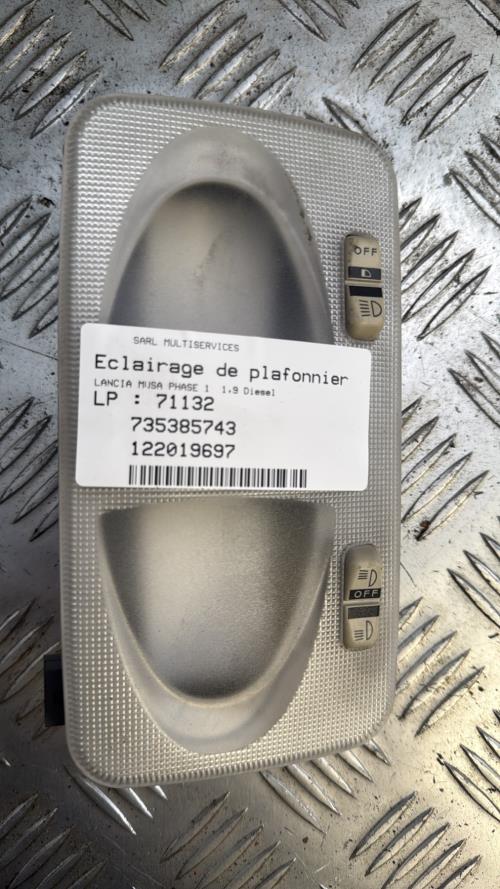 OFF
SARL MULTISERVICES
Eclairage de plafonnier
LANCIA MUSA PHASE 1 1,9 Diesel
LP : 71132
735385743
122019697
OFF